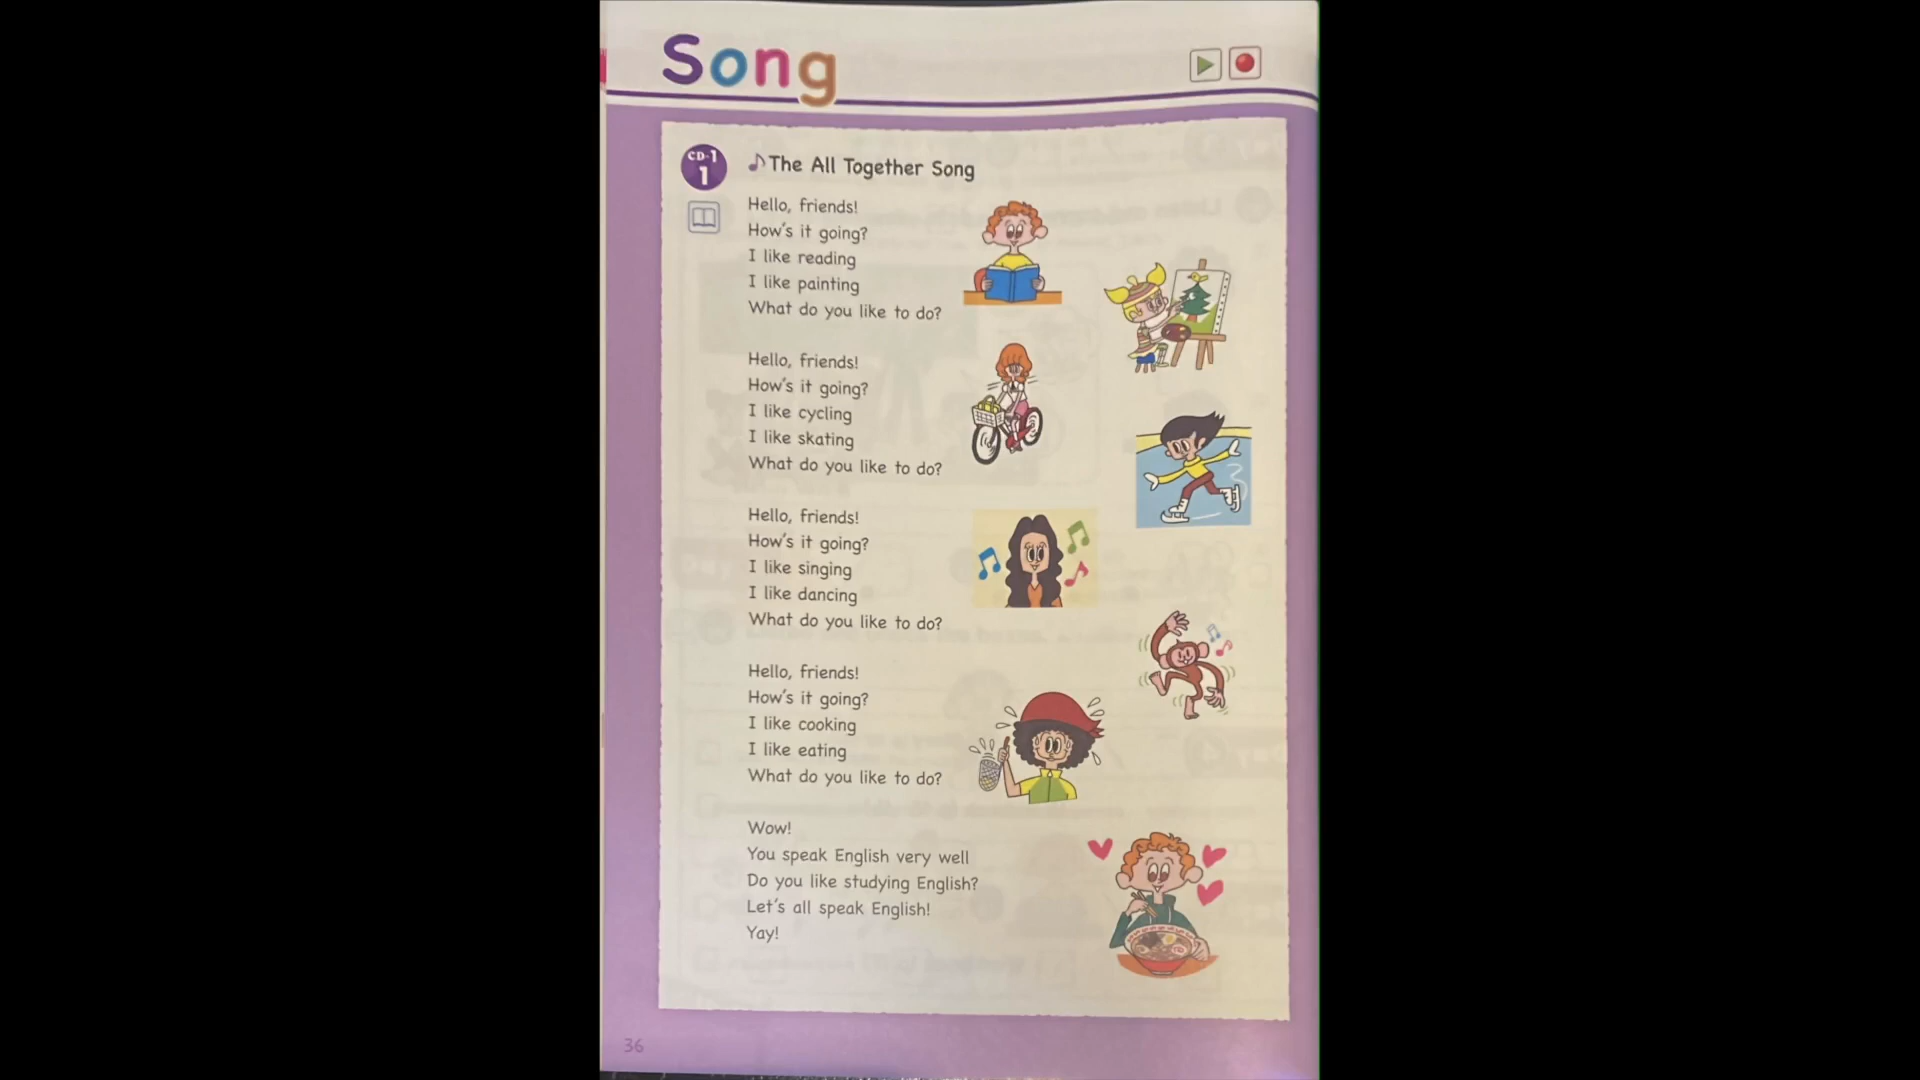 Song
CD-1
1
The All Together Song
Hello, friends!
How's it going?
I like reading
I like painting
What do you like to do?
Hello, friends!
How's it going?
I like cycling
I like skating
What do you like to do?
Hello, friends!
How's it going?
I like singing
I like dancing
What do you like to do?
Hello, friends!
How's it going?
I like cooking
I like eating
What do you like to do?
Wow!
You speak English very well
Do you like studying English?
Let's all speak English!
Yay!
36